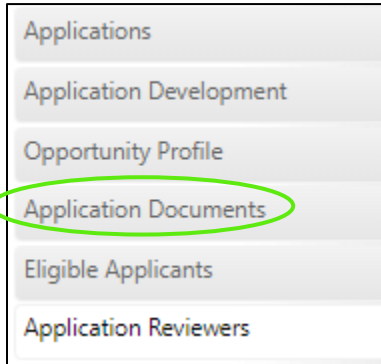 Applications
Application Development
Opportunity Profile
Application Documents
Eligible Applicants
Application Reviewers